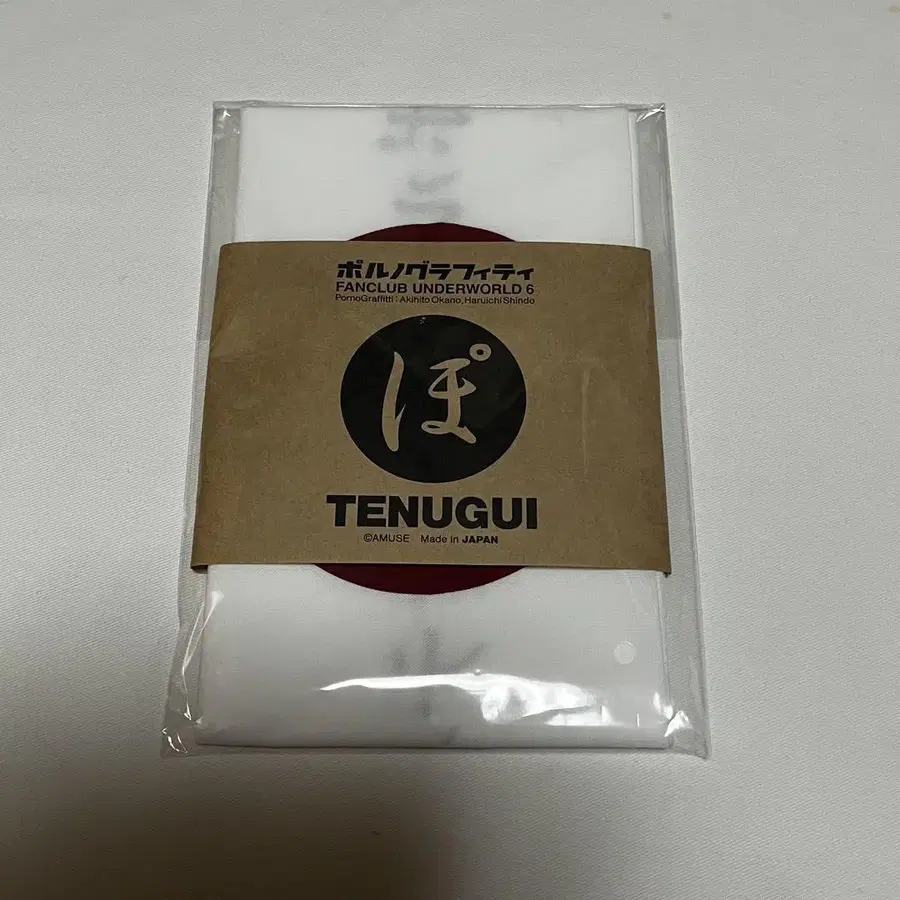 ポルノグラフィティ
FANCLUB UNDERWORLD 6
PornoGraffitti : Akihito Okano, Haruichi Shindo
ぽ
TENUGUI
©AMUSE Made in JAPAN